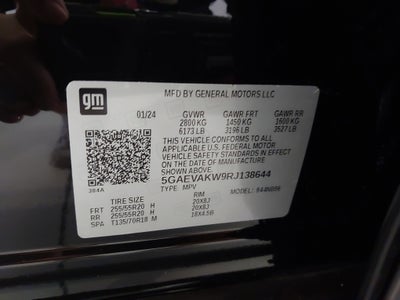 gm
MFD BY GENERAL MOTORS LLC
01/24 GVWR GAWR FRT GAWR RR
2800 KG 1450 KG 1600 KG
6173 LB 3196 LB 3527 LB
THIS VEHICLE CONFORMS TO ALL
APPLICABLE U.S. FEDERAL MOTOR
VEHICLE SAFETY STANDARDS IN EFFECT
ON THE DATE OF MANUFACTURE
SHOWN ABOVE.
5GAEVAKW9RJ138644
TYPE: MPV MODEL:
TIRE SIZE RIM
FRT 255/55R20 H 20X8J
RR 255/55R20 H 20X8J
SPA T135/70R18 M 18X4.5B